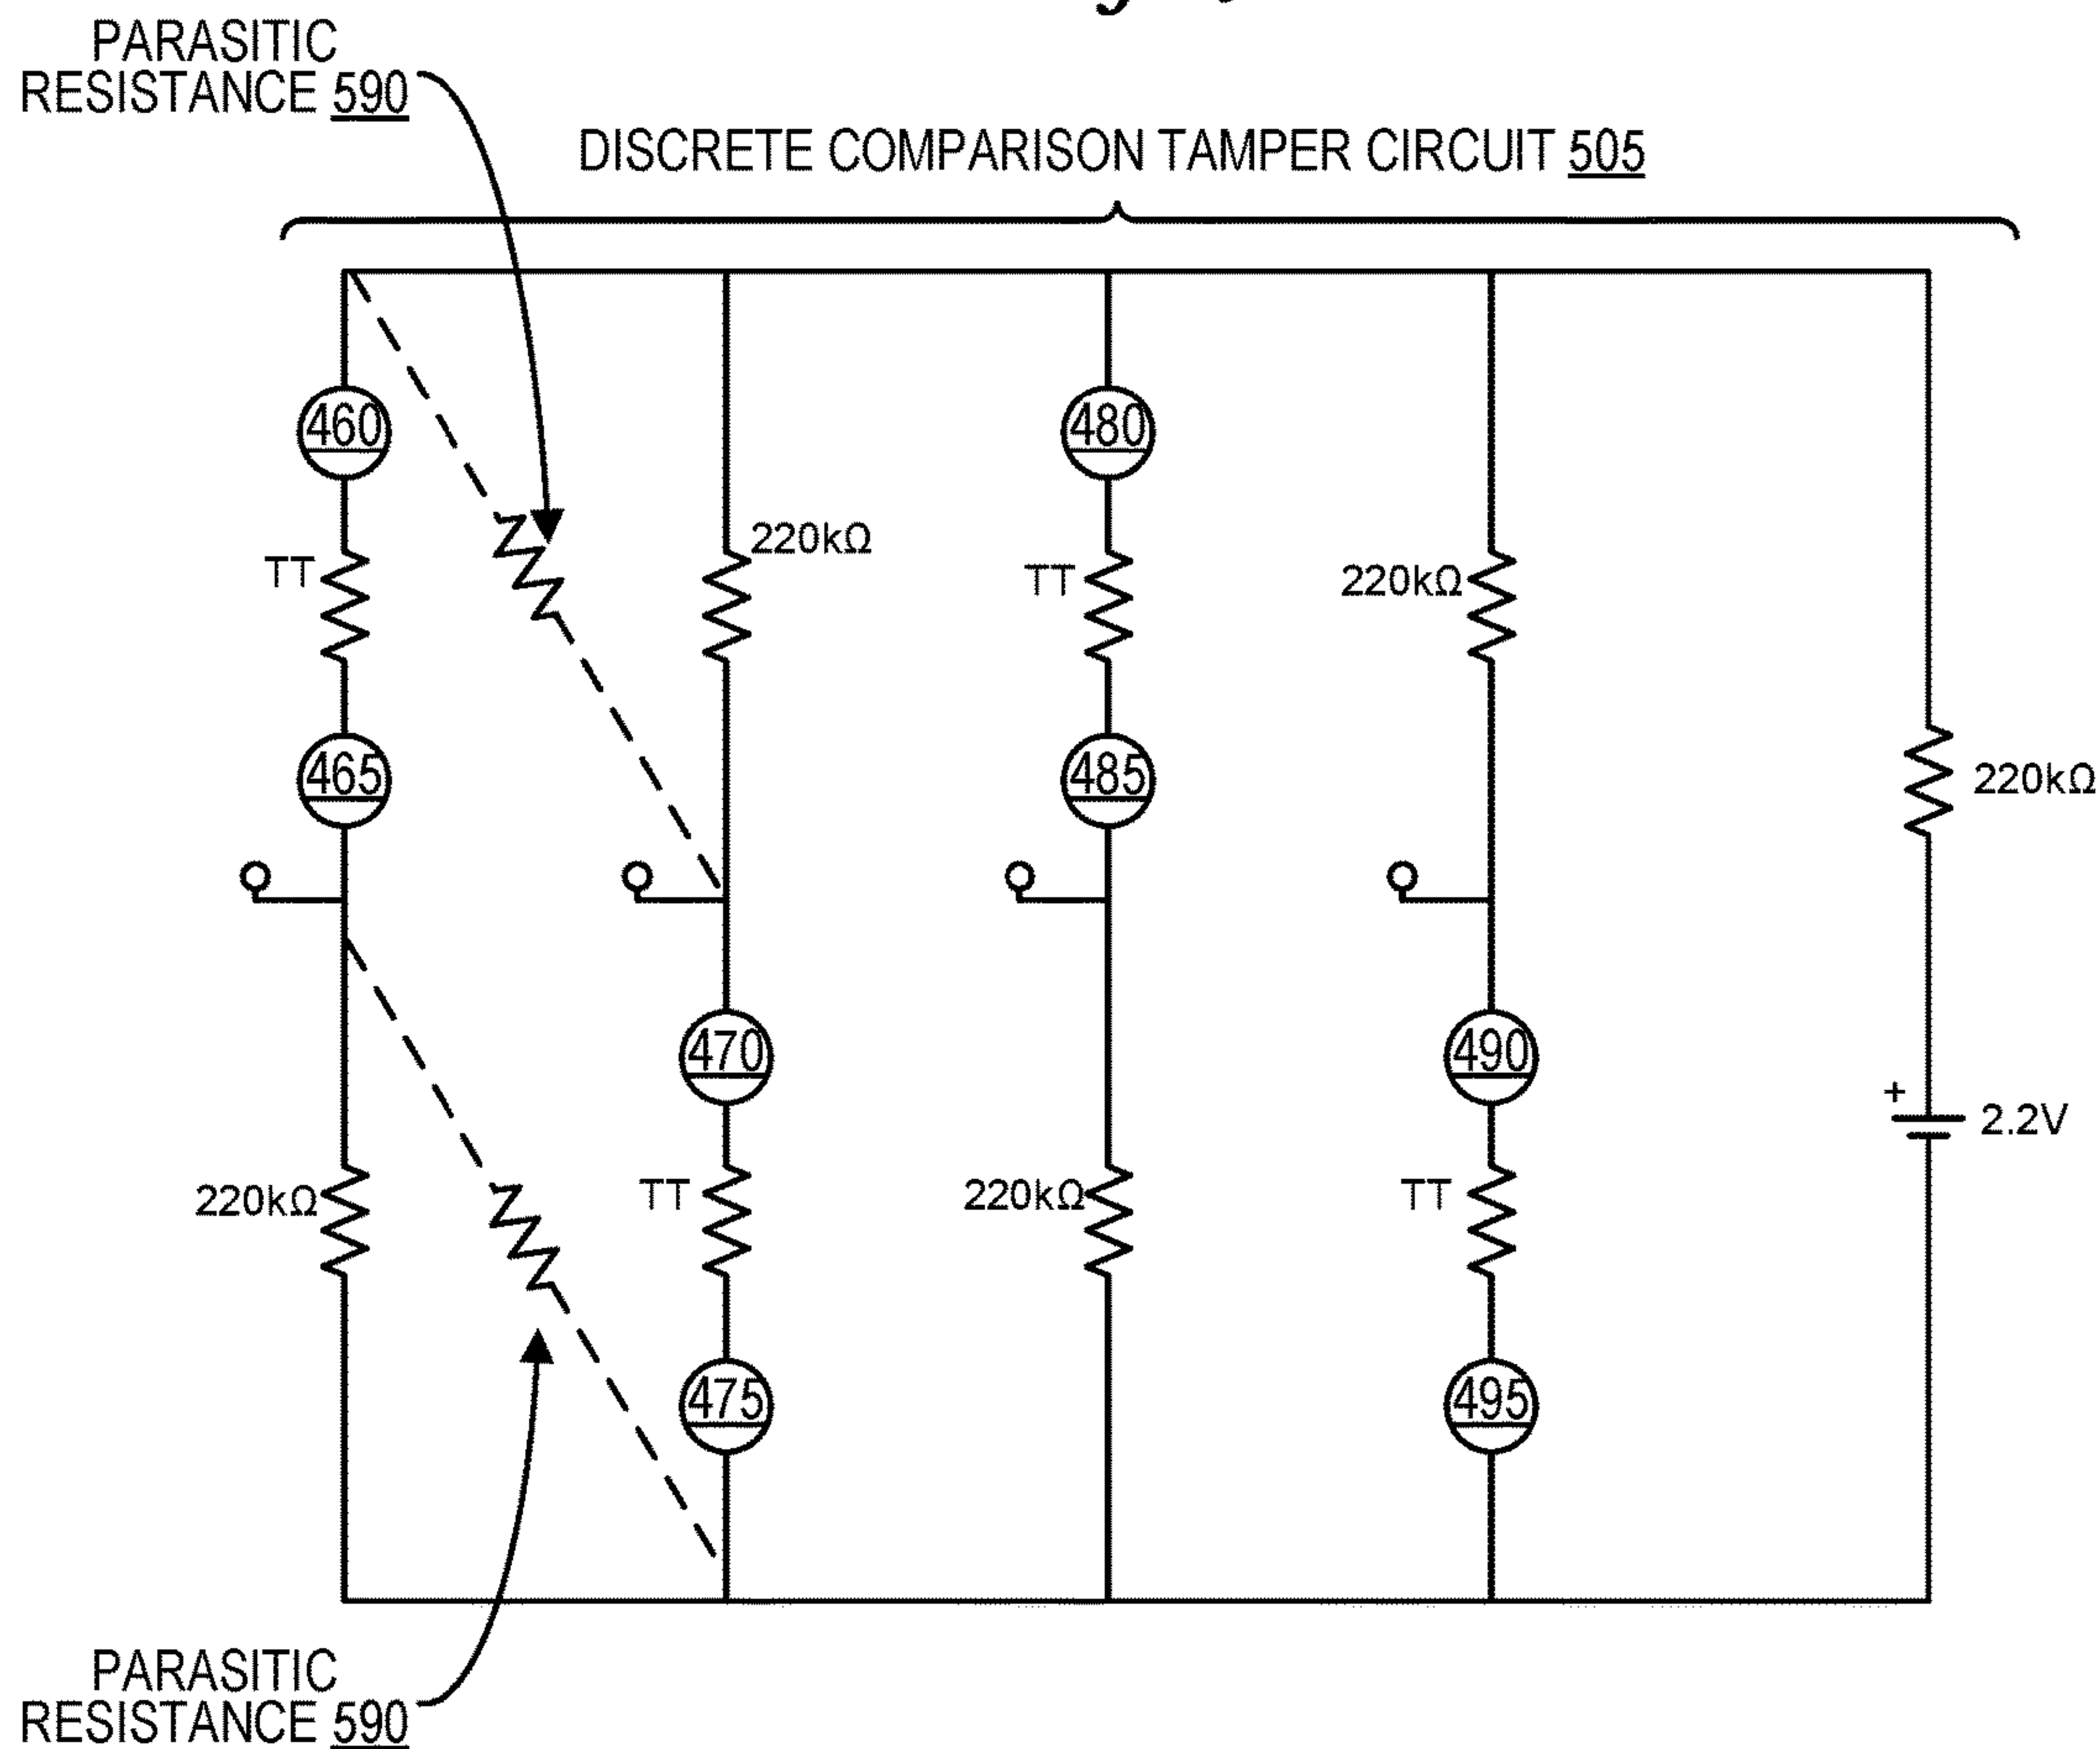 PARASITIC
RESISTANCE 590
DISCRETE COMPARISON TAMPER CIRCUIT 505
460
480
220kΩ
TT
TT
220kΩ
465
485
220kΩ
470
490
+
2.2V
220kΩ
TT
220kΩ
TT
475
495
PARASITIC
RESISTANCE 590